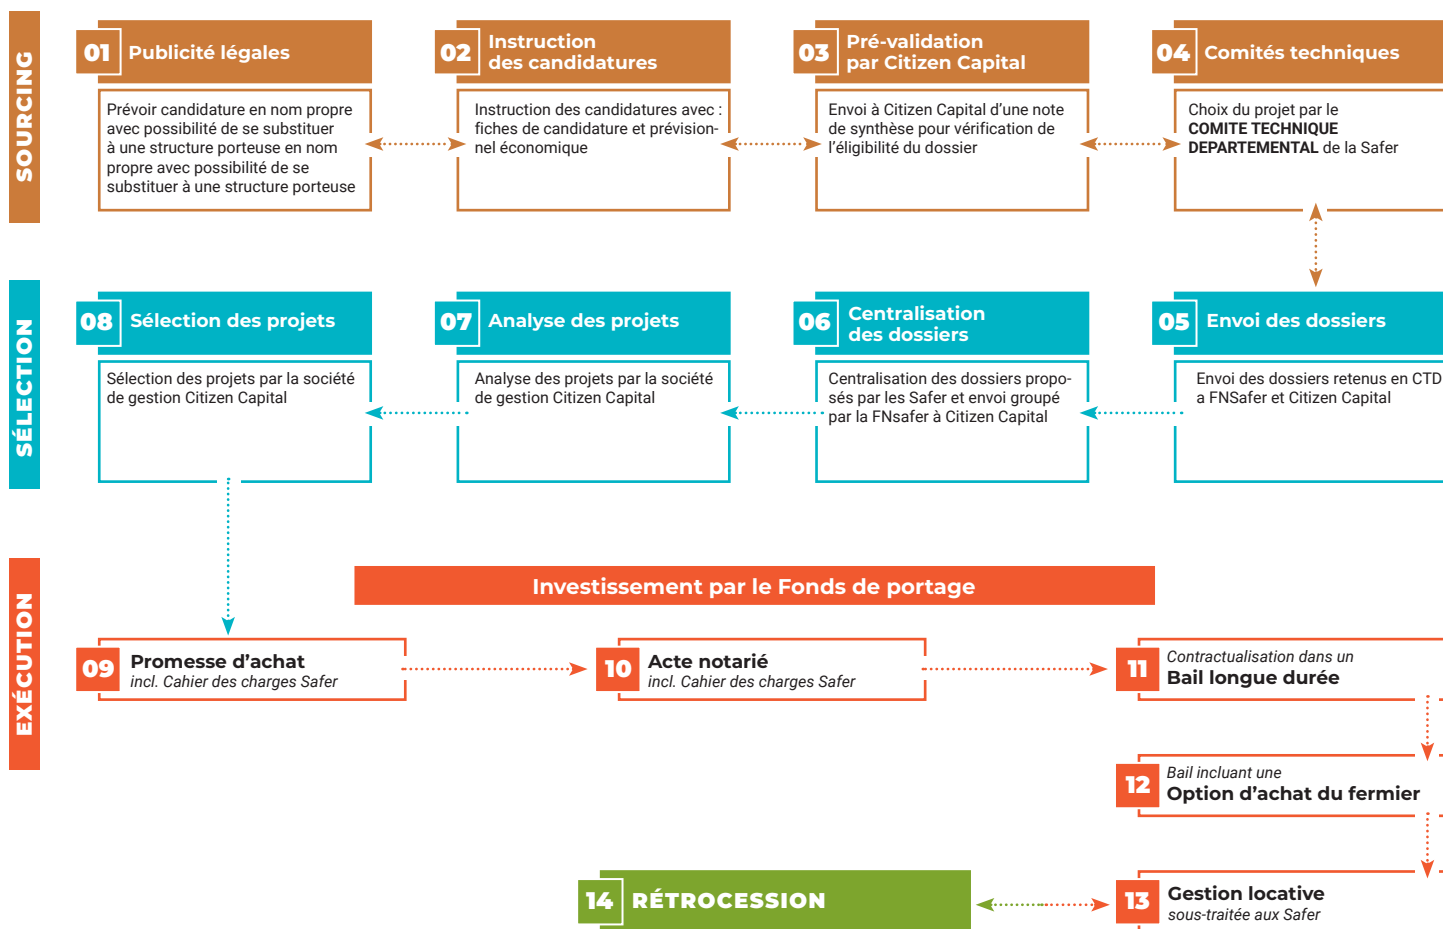 SOURCING
01 Publicité légales
Prévoir candidature en nom propre
avec possibilité de se substituer
à une structure porteuse en nom
propre avec possibilité de se
substituer à une structure porteuse
02 Instruction
des candidatures
Instruction des candidatures avec :
fiches de candidature et prévision-
nel économique
03 Pré-validation
par Citizen Capital
Envoi à Citizen Capital d’une note
de synthèse pour vérification de
l’éligibilité du dossier
04 Comités techniques
Choix du projet par le
COMITE TECHNIQUE
DEPARTEMENTAL de la Safer
SÉLECTION
08 Sélection des projets
Sélection des projets par la société
de gestion Citizen Capital
07 Analyse des projets
Analyse des projets par la société
de gestion Citizen Capital
06 Centralisation
des dossiers
Centralisation des dossiers propo-
sés par les Safer et envoi groupé
par la FNsafer à Citizen Capital
05 Envoi des dossiers
Envoi des dossiers retenus en CTD
a FNSafer et Citizen Capital
EXÉCUTION
Investissement par le Fonds de portage
09 Promesse d’achat
incl. Cahier des charges Safer
10 Acte notarié
incl. Cahier des charges Safer
11 Contractualisation dans un
Bail longue durée
12 Bail incluant une
Option d’achat du fermier
14 RÉTROCESSION
13 Gestion locative
sous-traitée aux Safer